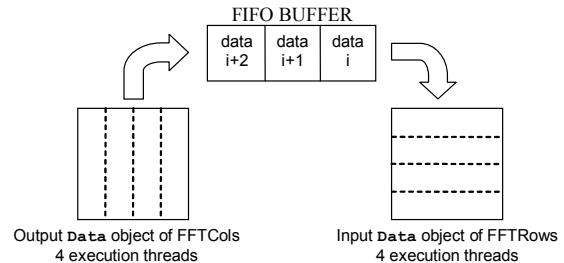 FIFO BUFFER
data data data
i+2 i+1 i
Output Data object of FFTCols
4 execution threads
Input Data object of FFTRows
4 execution threads